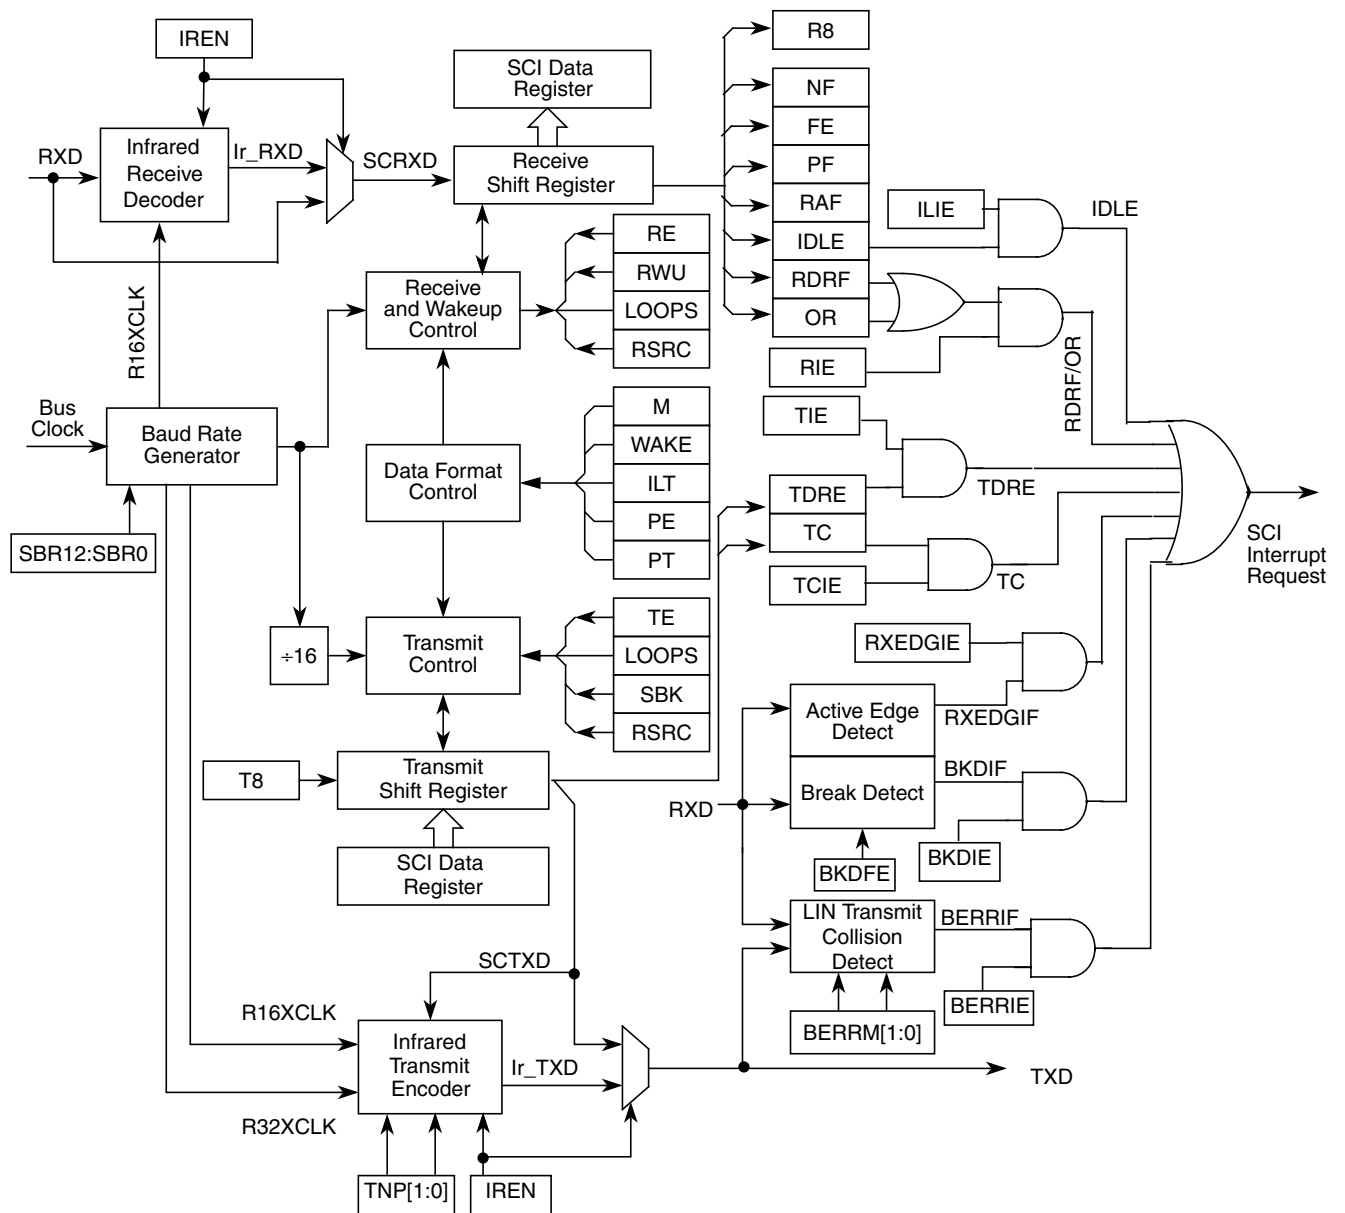 IREN
RXD
Infrared
Receive
Decoder
Ir_RXD
SCRXD
SCI Data
Register
Receive
Shift Register
R8
NF
FE
PF
RAF
IDLE
RDRF
OR
ILIE
IDLE
RIE
RDRF/OR
R16XCLK
Receive
and Wakeup
Control
RE
RWU
LOOPS
RSRC
Bus
Clock
Baud Rate
Generator
SBR12:SBR0
Data Format
Control
M
WAKE
ILT
PE
PT
TIE
TDRE
TC
TCIE
TDRE
TC
SCI
Interrupt
Request
÷16
Transmit
Control
TE
LOOPS
SBK
RSRC
RXEDGIE
Active Edge
Detect
RXEDGIF
T8
Transmit
Shift Register
RXD
Break Detect
BKDIF
BKDIE
BKDFE
SCI Data
Register
LIN Transmit
Collision
Detect
BERRIF
BERRIE
BERRM[1:0]
SCTXD
R16XCLK
Infrared
Transmit
Encoder
Ir_TXD
R32XCLK
TXD
TNP[1:0]
IREN